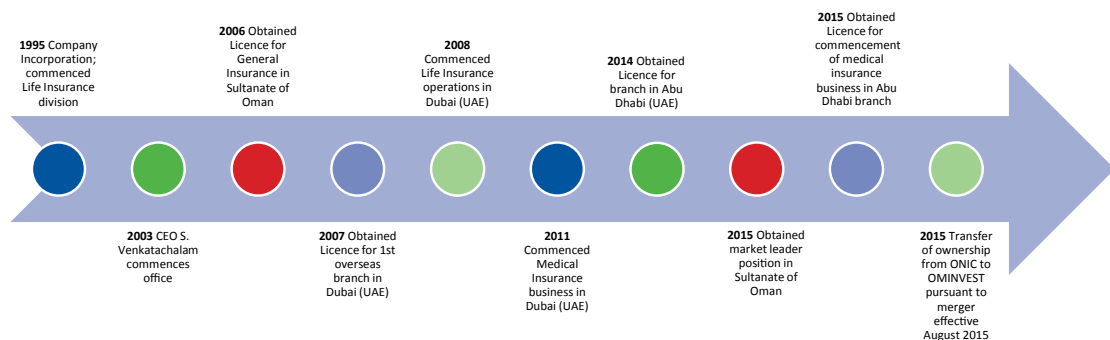 1995 Company
Incorporation;
commenced
Life Insurance
division
2003 CEO S.
Venkatachalam
commences
office
2006 Obtained
Licence for
General
Insurance in
Sultanate of
Oman
2007 Obtained
Licence for 1st
overseas
branch in
Dubai (UAE)
2008
Commenced
Life Insurance
operations in
Dubai (UAE)
2011
Commenced
Medical
Insurance
business in
Dubai (UAE)
2014 Obtained
Licence for
branch in Abu
Dhabi (UAE)
2015 Obtained
market leader
position in
Sultanate of
Oman
2015 Obtained
Licence for
commencement
of medical
insurance
business in Abu
Dhabi branch
2015 Transfer
of ownership
from ONIC to
OMINVEST
pursuant to
merger
effective
August 2015